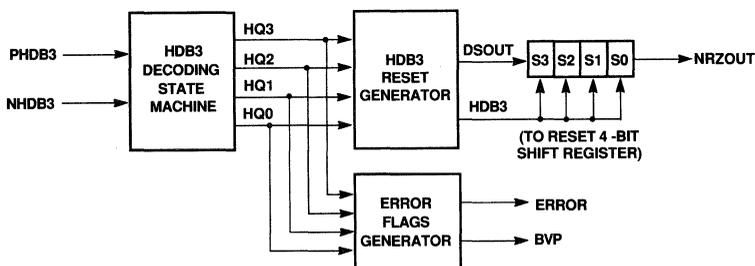 PHDB3
NHDB3
HDB3
DECODING
STATE
MACHINE
HQ3
HQ2
HQ1
HQ0
HDB3
RESET
GENERATOR
DSOUT
HDB3
S3 S2 S1 S0
NRZOUT
(TO RESET 4 -BIT
SHIFT REGISTER)
ERROR
FLAGS
GENERATOR
ERROR
BVP